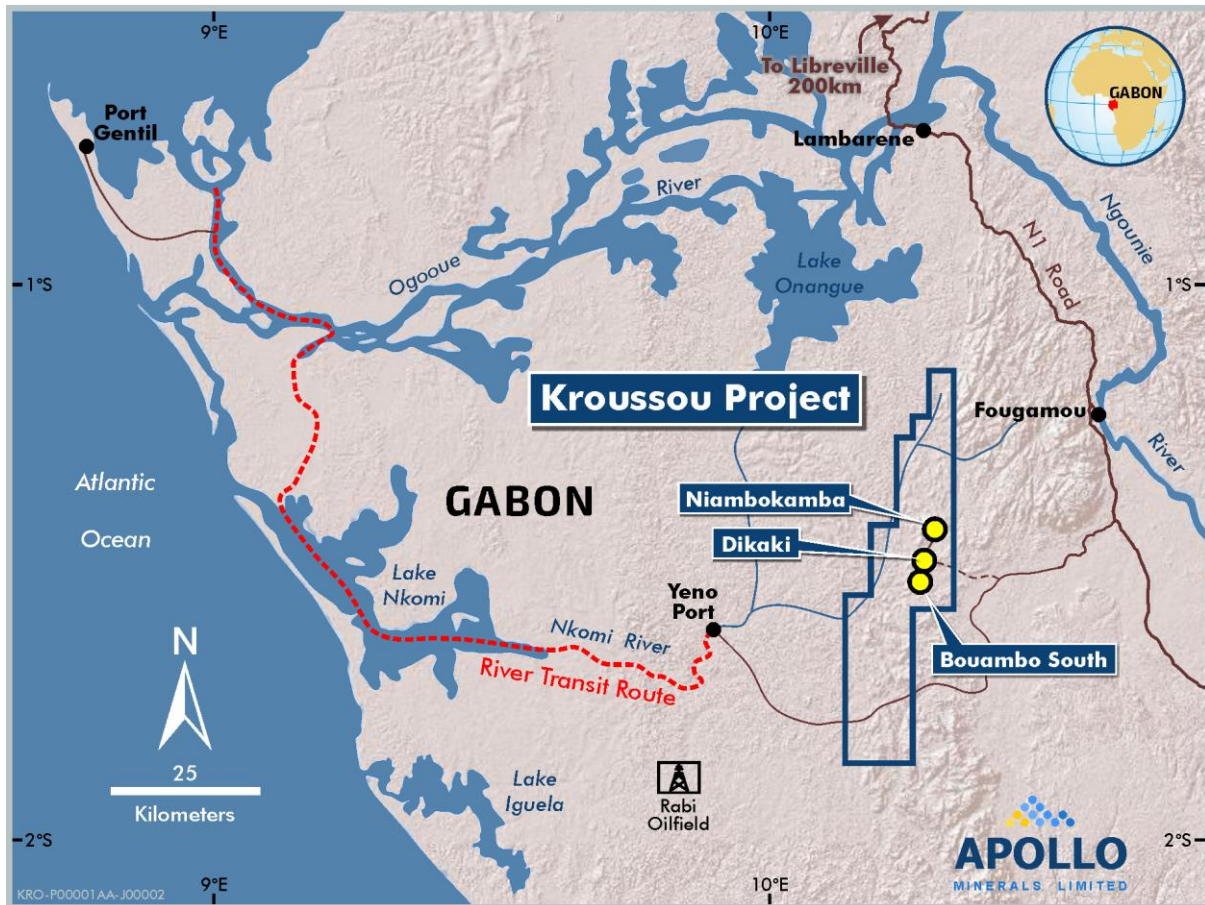 9°E
10°E
To Libreville
200km
GABON
Port
Gentil
Lambarene
River
Ogooue
Ngounie
N1 Road
Lake
Onangue
1°S
1°S
Kroussou Project
Fougamou
River
Atlantic
Ocean
GABON
Niambokamba
Dikaki
Lake
Nkomi
Yeno
Port
Nkomi River
River Transit Route
Bouambo South
N
25
Kilometers
Lake
Iguela
Rabi
Oilfield
2°S
2°S
APOLLO
MINERALS LIMITED
KRO-P00001AA-J00002
9°E
10°E